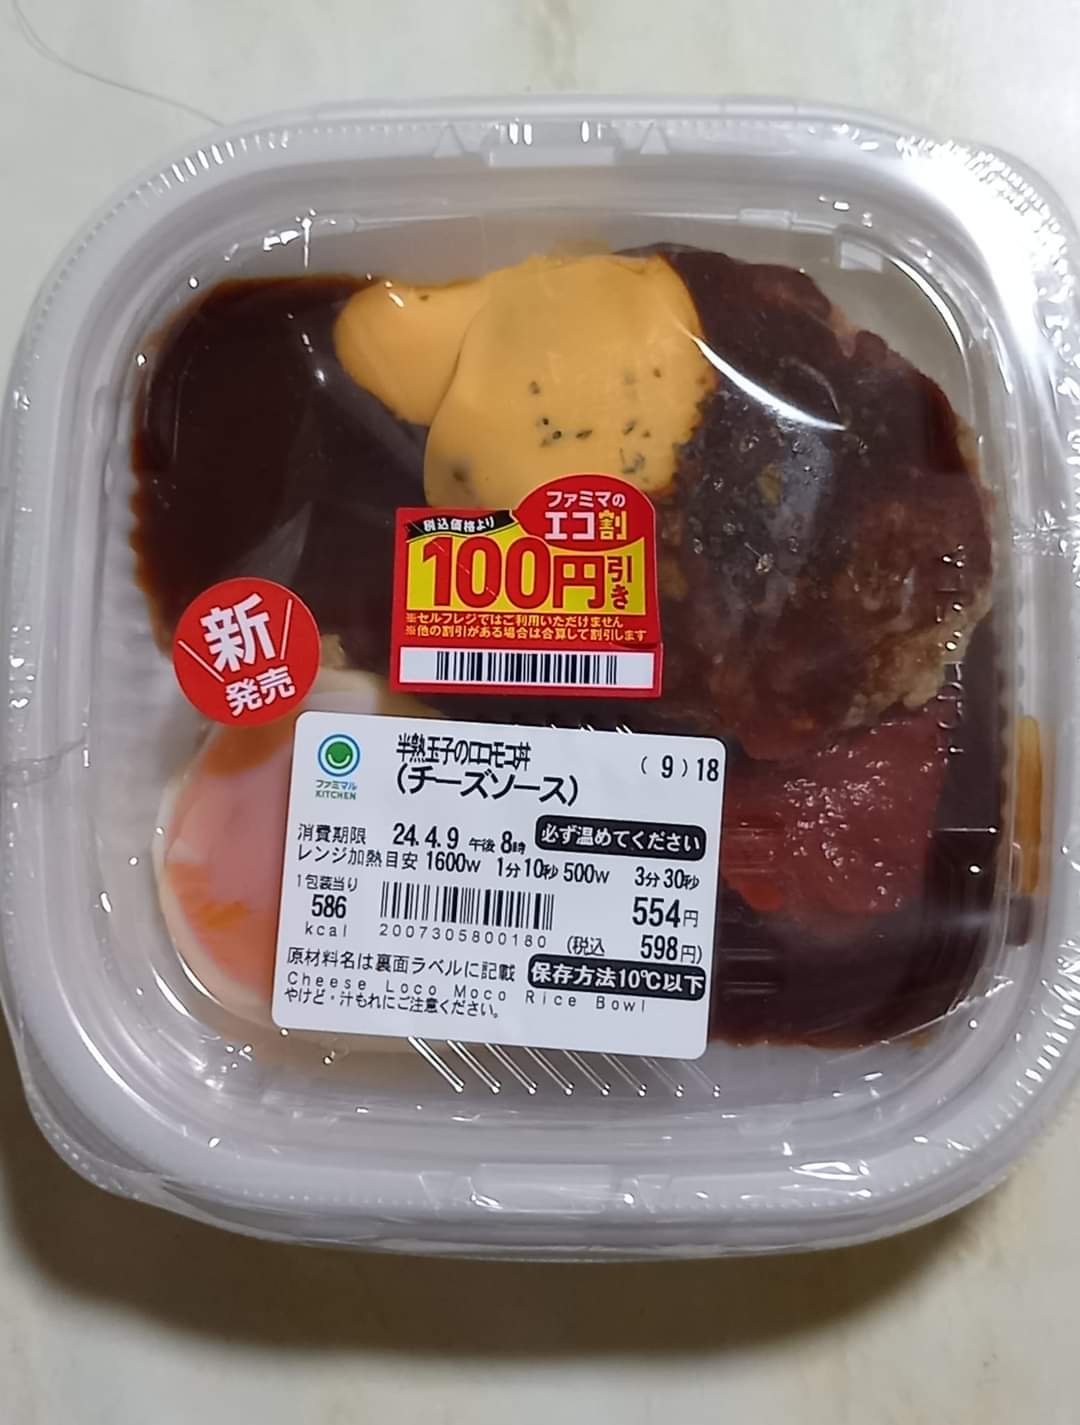 ファミマの
エコ割
税込価格より
100円引き
※セルフレジではご利用いただけません
※他の割引がある場合は合算して割引します
新
発売
ファミマル
KITCHEN
半熟玉子のロコモコ丼
(チーズソース)
(9)18
消費期限 24.4.9 午後8時 必ず温めてください
レンジ加熱目安 1600W 1分10秒 500W 3分30秒
1包装当り
586
kcal
2007305800180
554円
(税込 598円)
原材料名は裏面ラベルに記載 保存方法10℃以下
Cheese Loco Moco Rice Bowl
やけど・汁もれにご注意ください。